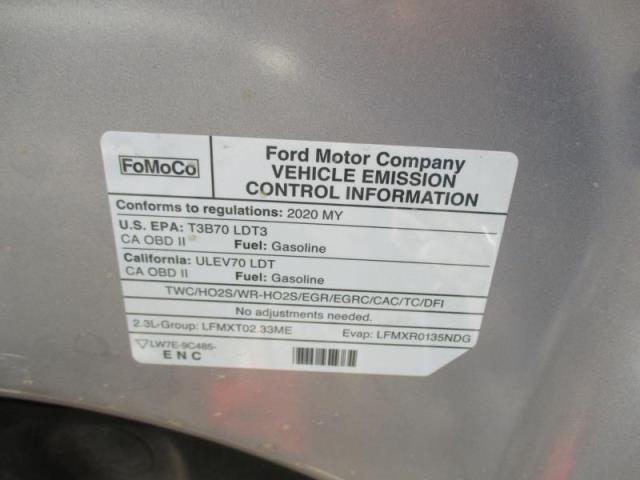 FoMoCo
Ford Motor Company
VEHICLE EMISSION
CONTROL INFORMATION
Conforms to regulations: 2020 MY
U.S. EPA: T3B70 LDT3
CA OBD II Fuel: Gasoline
California: ULEV70 LDT
CA OBD II Fuel: Gasoline
TWC/HO2S/WR-HO2S/EGR/EGRC/CAC/TC/DFI
No adjustments needed.
2.3L-Group: LFMXT02.33ME Evap: LFMXR0135NDG
LW7E-9C485-
ENC